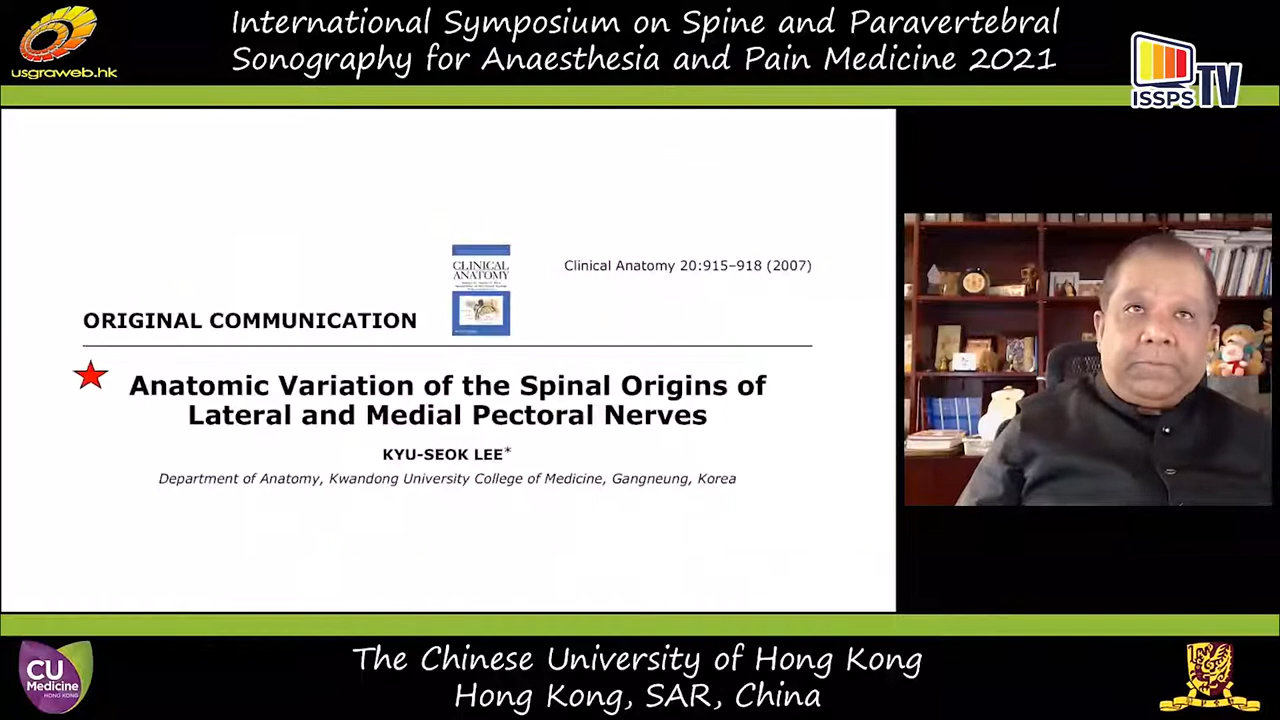 International Symposium on Spine and Paravertebral
Sonography for Anaesthesia and Pain Medicine 2021
usgraweb.hk
ISSPS TV
CLINICAL
ANATOMY
Clinical Anatomy 20:915–918 (2007)
ORIGINAL COMMUNICATION
Anatomic Variation of the Spinal Origins of
Lateral and Medial Pectoral Nerves
KYU-SEOK LEE*
Department of Anatomy, Kwandong University College of Medicine, Gangneung, Korea
CU
Medicine
HONG KONG
The Chinese University of Hong Kong
Hong Kong, SAR, China